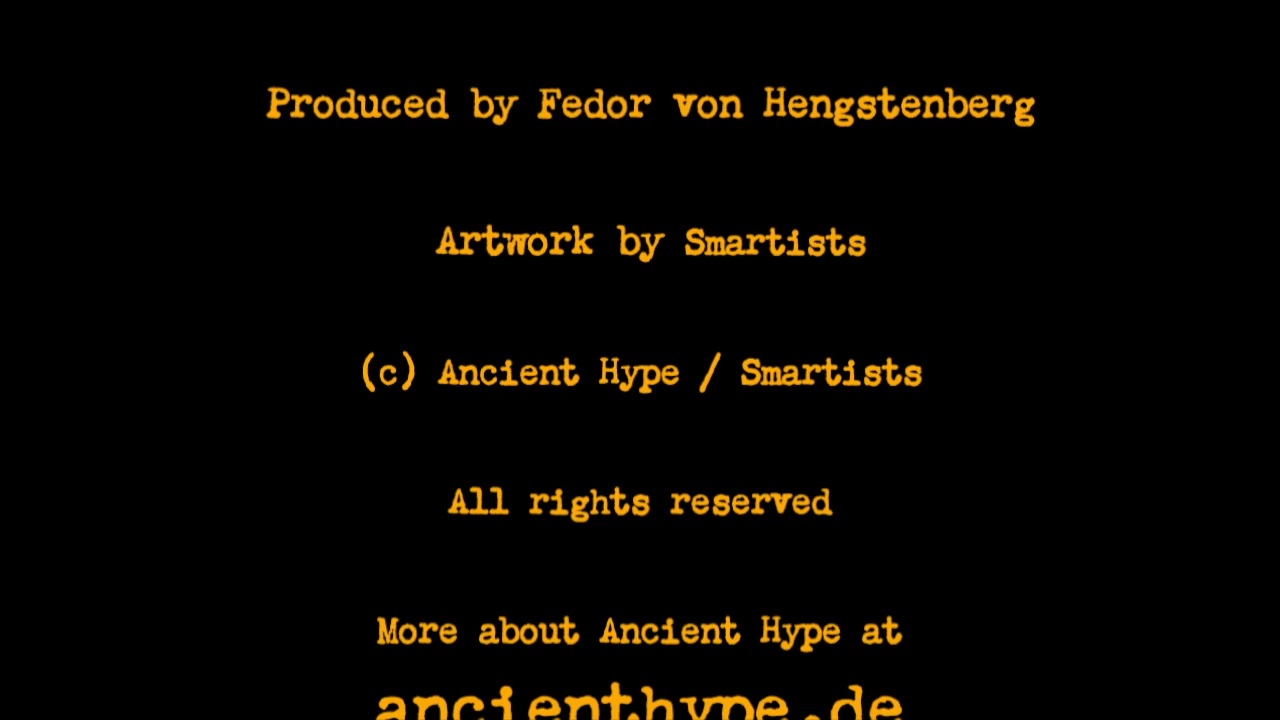 Produced by Fedor von Hengstenberg
Artwork by Smartists
(c) Ancient Hype / Smartists
All rights reserved
More about Ancient Hype at
ancienthype.de